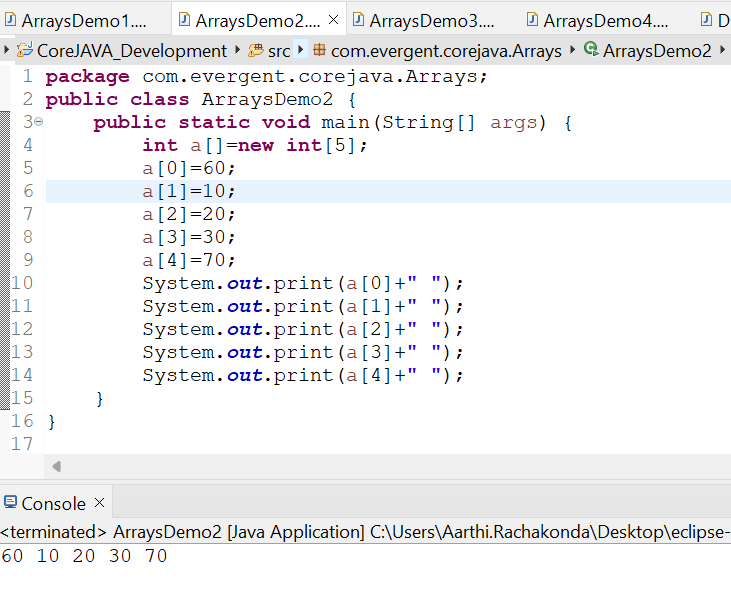 ArraysDemo1.... ArraysDemo2.... ArraysDemo3.... ArraysDemo4.... D
CoreJAVA_Development src com.evergent.corejava.Arrays ArraysDemo2
1 package com.evergent.corejava.Arrays;
2 public class ArraysDemo2 {
3 public static void main(String[] args) {
4 int a[]=new int[5];
5 a[0]=60;
6 a[1]=10;
7 a[2]=20;
8 a[3]=30;
9 a[4]=70;
10 System.out.print(a[0]+" ");
11 System.out.print(a[1]+" ");
12 System.out.print(a[2]+" ");
13 System.out.print(a[3]+" ");
14 System.out.print(a[4]+" ");
15 }
16 }
17
Console
<terminated> ArraysDemo2 [Java Application] C:\Users\Aarthi.Rachakonda\Desktop\eclipse-
60 10 20 30 70